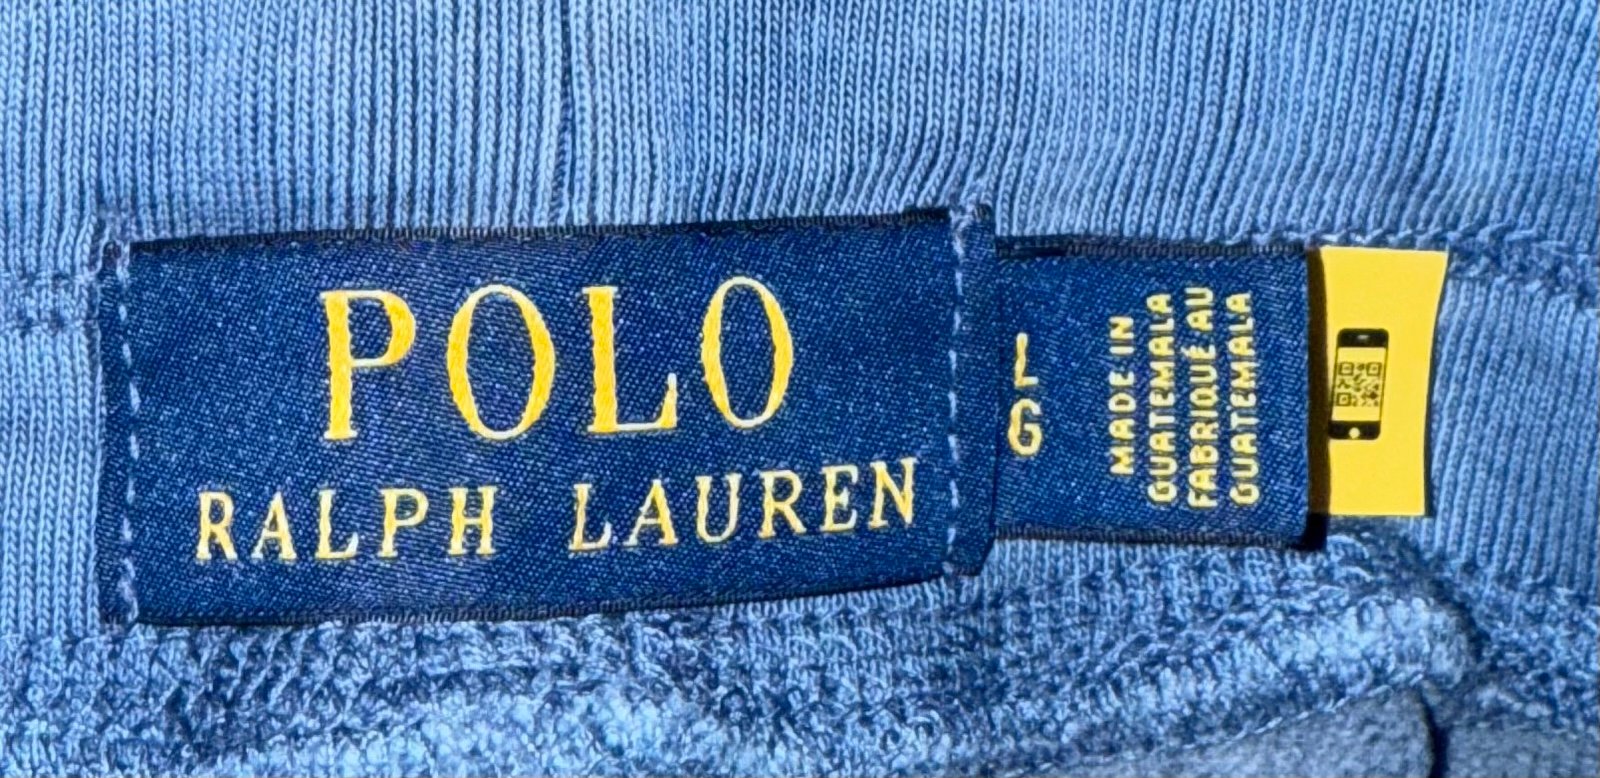 POLO
RALPH LAUREN
L
G
MADE IN
GUATEMALA
FABRIQUÉ AU
GUATEMALA